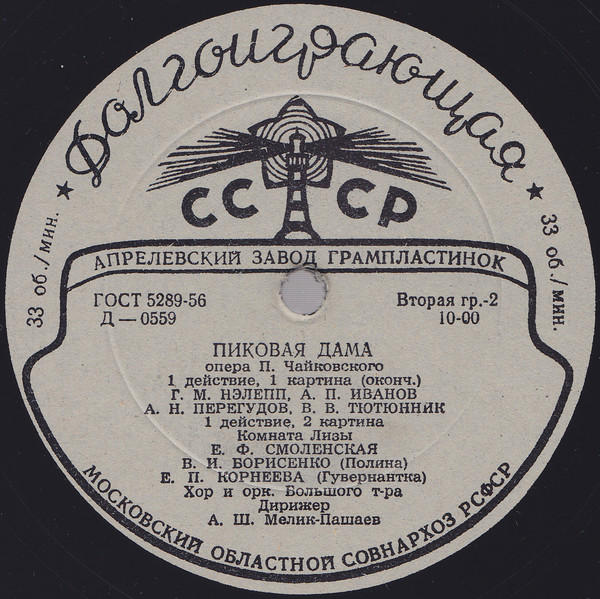 Долгоиграющая
СССР
33 об./мин.
33 об./мин.
АПРЕЛЕВСКИЙ ЗАВОД ГРАМПЛАСТИНОК
ГОСТ 5289-56
Д — 0559
Вторая гр.-2
10-00
ПИКОВАЯ ДАМА
опера П. Чайковского
1 действие, 1 картина (оконч.)
Г. М. НЭЛЕПП, А. П. ИВАНОВ
А. Н. ПЕРЕГУДОВ, В. В. ТЮТЮННИК
1 действие, 2 картина
Комната Лизы
Е. Ф. СМОЛЕНСКАЯ
В. И. БОРИСЕНКО (Полина)
Е. П. КОРНЕЕВА (Гувернантка)
Хор и орк. Большого т-ра
Дирижер
А. Ш. Мелик-Пашаев
МОСКОВСКИЙ ОБЛАСТНОЙ СОВНАРХОЗ РСФСР